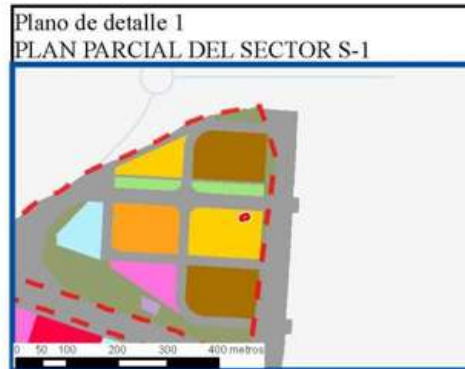 Plano de detalle 1
PLAN PARCIAL DEL SECTOR S-1
0 50 100 200 300 400 metros